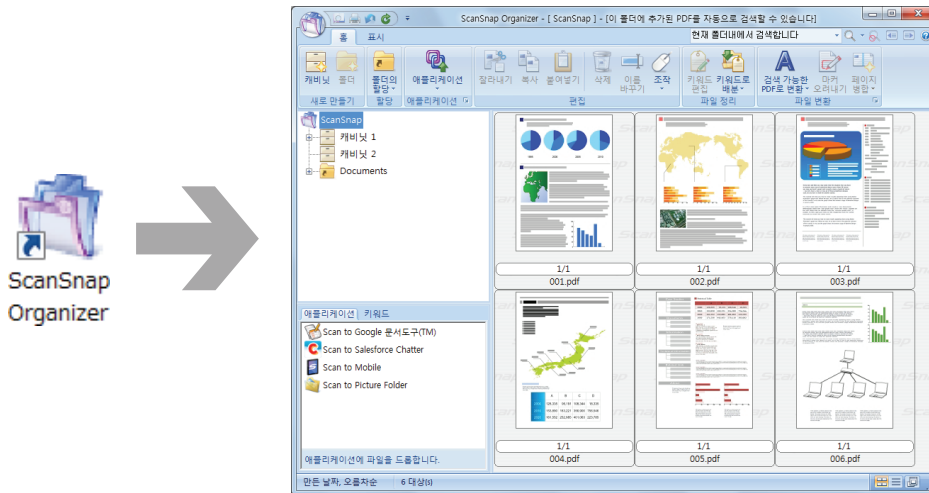 ScanSnap
Organizer
ScanSnap Organizer - [ ScanSnap ] - [이 폴더에 추가된 PDF를 자동으로 검색할 수 있습니다]
홈 표시
현재 폴더내에서 검색합니다
캐비닛 폴더 폴더의 할당 애플리케이션 잘라내기 복사 붙여넣기 삭제 이름 바꾸기 조작 키워드 편집 키워드로 배분 검색 가능한 PDF로 변환 마커 오려내기 페이지 병합
새로 만들기 할당 애플리케이션 편집 파일 정리 파일 변환
ScanSnap
캐비닛 1
캐비닛 2
Documents
1/1 1/1 1/1
001.pdf 002.pdf 003.pdf
애플리케이션 키워드
Scan to Google 문서도구(TM)
Scan to Salesforce Chatter
Scan to Mobile
Scan to Picture Folder
1/1 1/1 1/1
004.pdf 005.pdf 006.pdf
애플리케이션에 파일을 드롭합니다.
만든 날짜, 오름차순 6 대상(s)